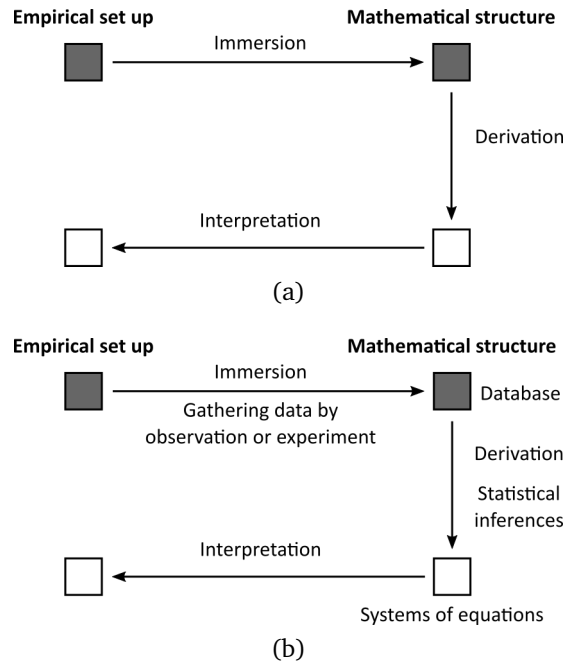 Empirical set up Mathematical structure
Immersion
Derivation
Interpretation
(a)
Empirical set up Mathematical structure
Immersion
Database
Gathering data by
observation or experiment
Derivation
Statistical
inferences
Interpretation
Systems of equations
(b)